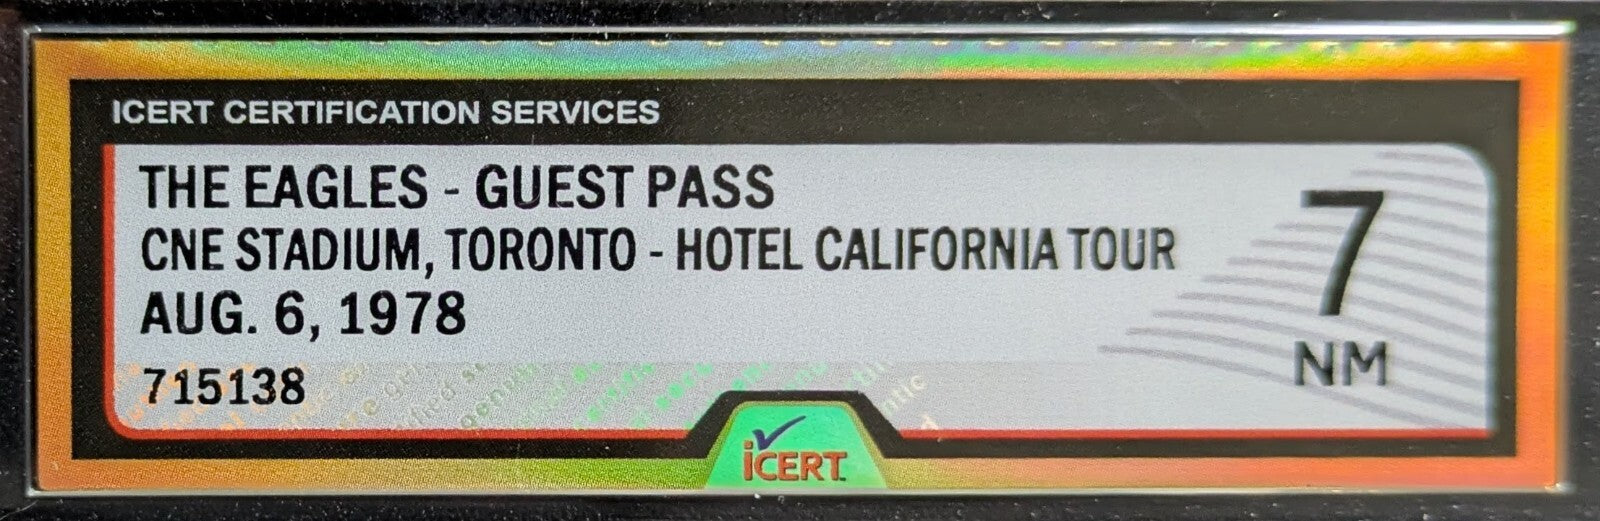 ICERT CERTIFICATION SERVICES
THE EAGLES - GUEST PASS
CNE STADIUM, TORONTO - HOTEL CALIFORNIA TOUR
AUG. 6, 1978
715138
7
NM
iCERT